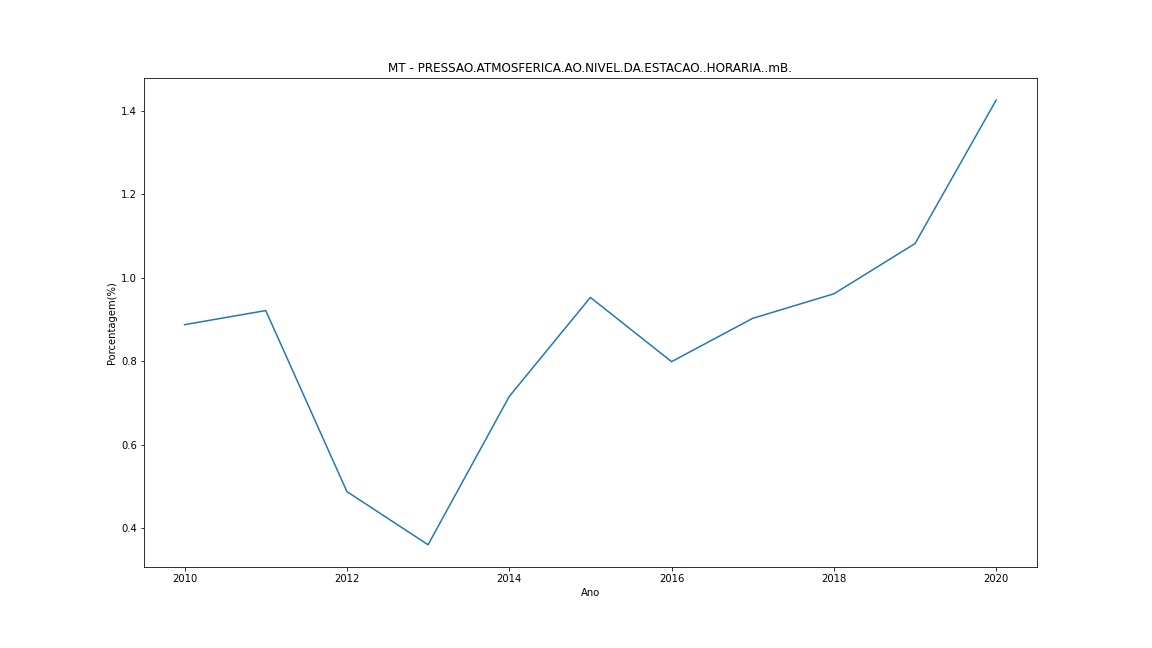 MT - PRESSAO.ATMOSFERICA.AO.NIVEL.DA.ESTACAO..HORARIA..mB.
1.4
1.2
1.0
0.8
0.6
0.4
Porcentagem(%)
2010 2012 2014 2016 2018 2020
Ano